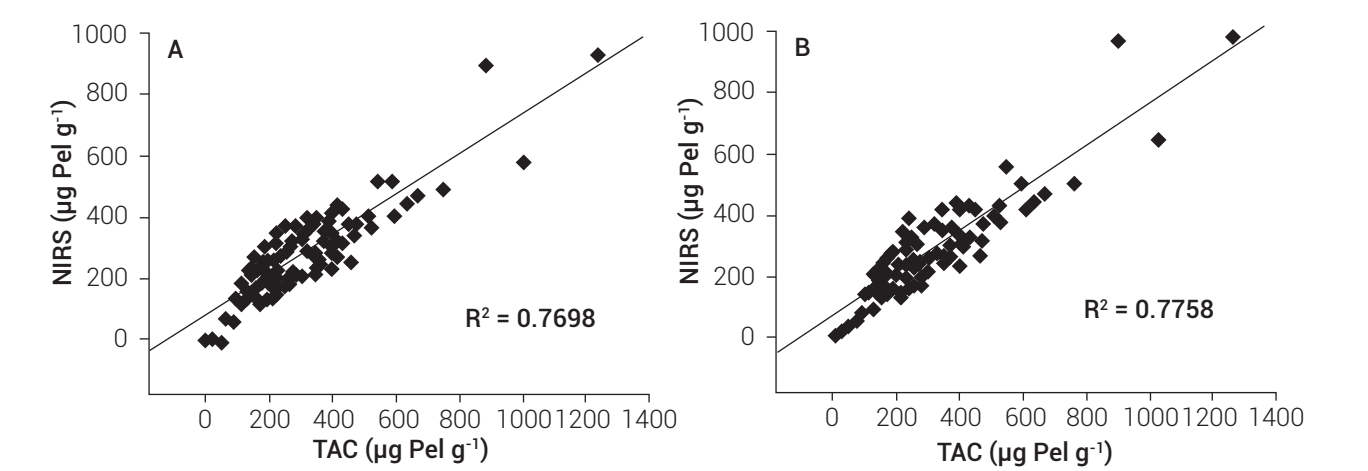 A
1000
800
600
400
200
0
NIRS (µg Pel g⁻¹)
R² = 0.7698
0 200 400 600 800 1000 1200 1400
TAC (µg Pel g⁻¹)
B
1000
800
600
400
200
0
NIRS (µg Pel g⁻¹)
R² = 0.7758
0 200 400 600 800 1000 1200 1400
TAC (µg Pel g⁻¹)